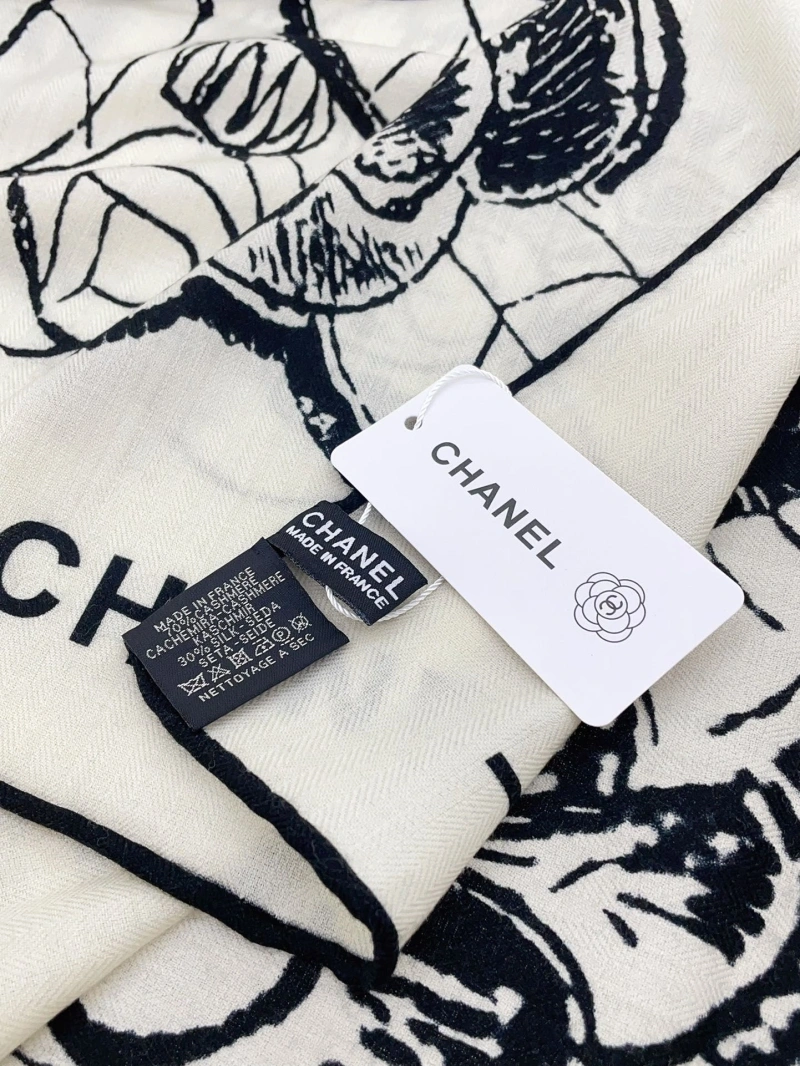 CHANEL
CHANEL
MADE IN FRANCE
MADE IN FRANCE
70% CASHMERE
CACHEMIRE-CASHMERE
KASCHMIR
30% SILK-SEDA
SETA-SEIDE
NETTOYAGE A SEC
CH